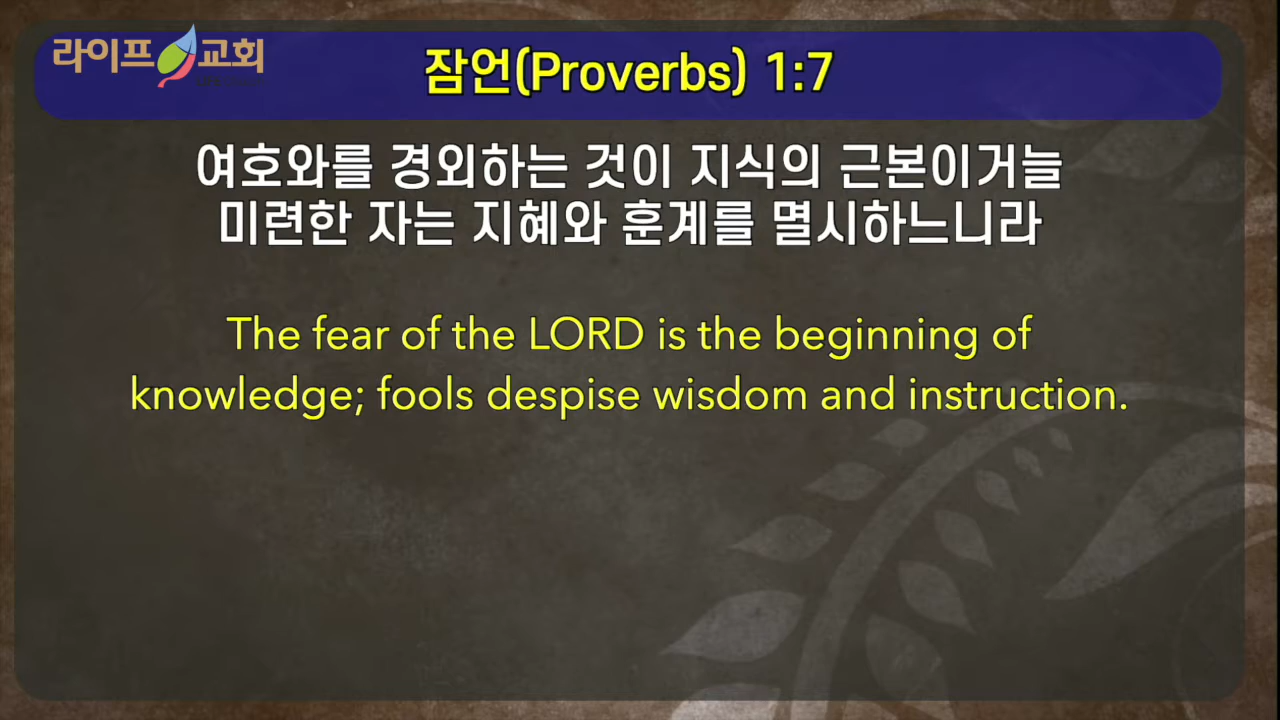 라이프교회
잠언(Proverbs) 1:7
여호와를 경외하는 것이 지식의 근본이거늘
미련한 자는 지혜와 훈계를 멸시하느니라
The fear of the LORD is the beginning of
knowledge; fools despise wisdom and instruction.